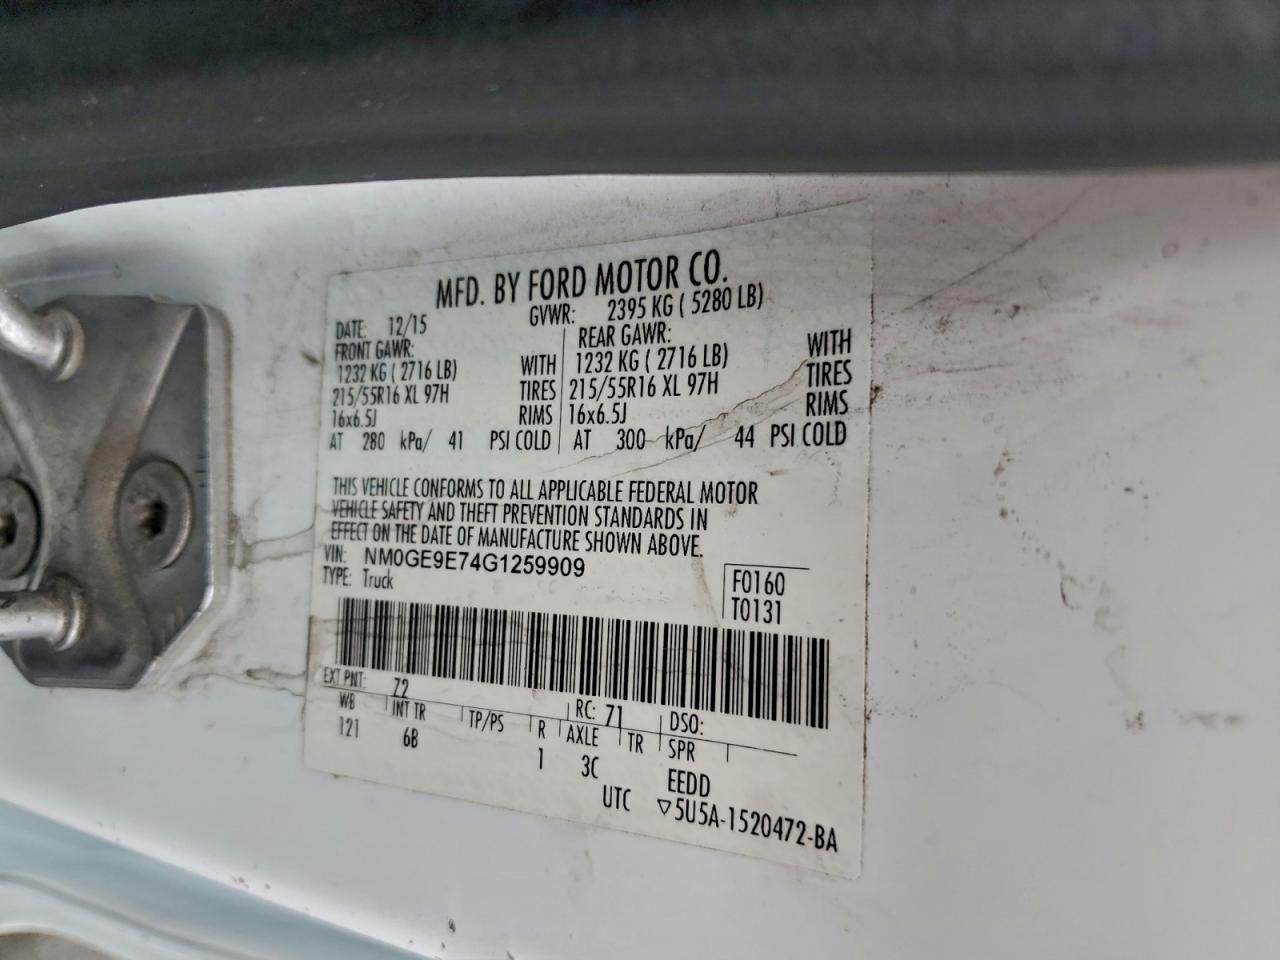 MFD. BY FORD MOTOR CO.
DATE: 12/15 GVWR: 2395 KG ( 5280 LB)
FRONT GAWR: REAR GAWR:
1232 KG ( 2716 LB) WITH 1232 KG ( 2716 LB) WITH
215/55R16 XL 97H TIRES 215/55R16 XL 97H TIRES
16x6.5J RIMS 16x6.5J RIMS
AT 280 kPa/ 41 PSI COLD AT 300 kPa/ 44 PSI COLD
THIS VEHICLE CONFORMS TO ALL APPLICABLE FEDERAL MOTOR
VEHICLE SAFETY AND THEFT PREVENTION STANDARDS IN
EFFECT ON THE DATE OF MANUFACTURE SHOWN ABOVE.
VIN: NM0GE9E74G1259909
TYPE: Truck
F0160
T0131
EXT PNT: Z2 RC: 71 DSO:
WB INT TR TP/PS R AXLE TR SPR
121 6B 1 3C EEDD
UTC ▽5U5A-1520472-BA